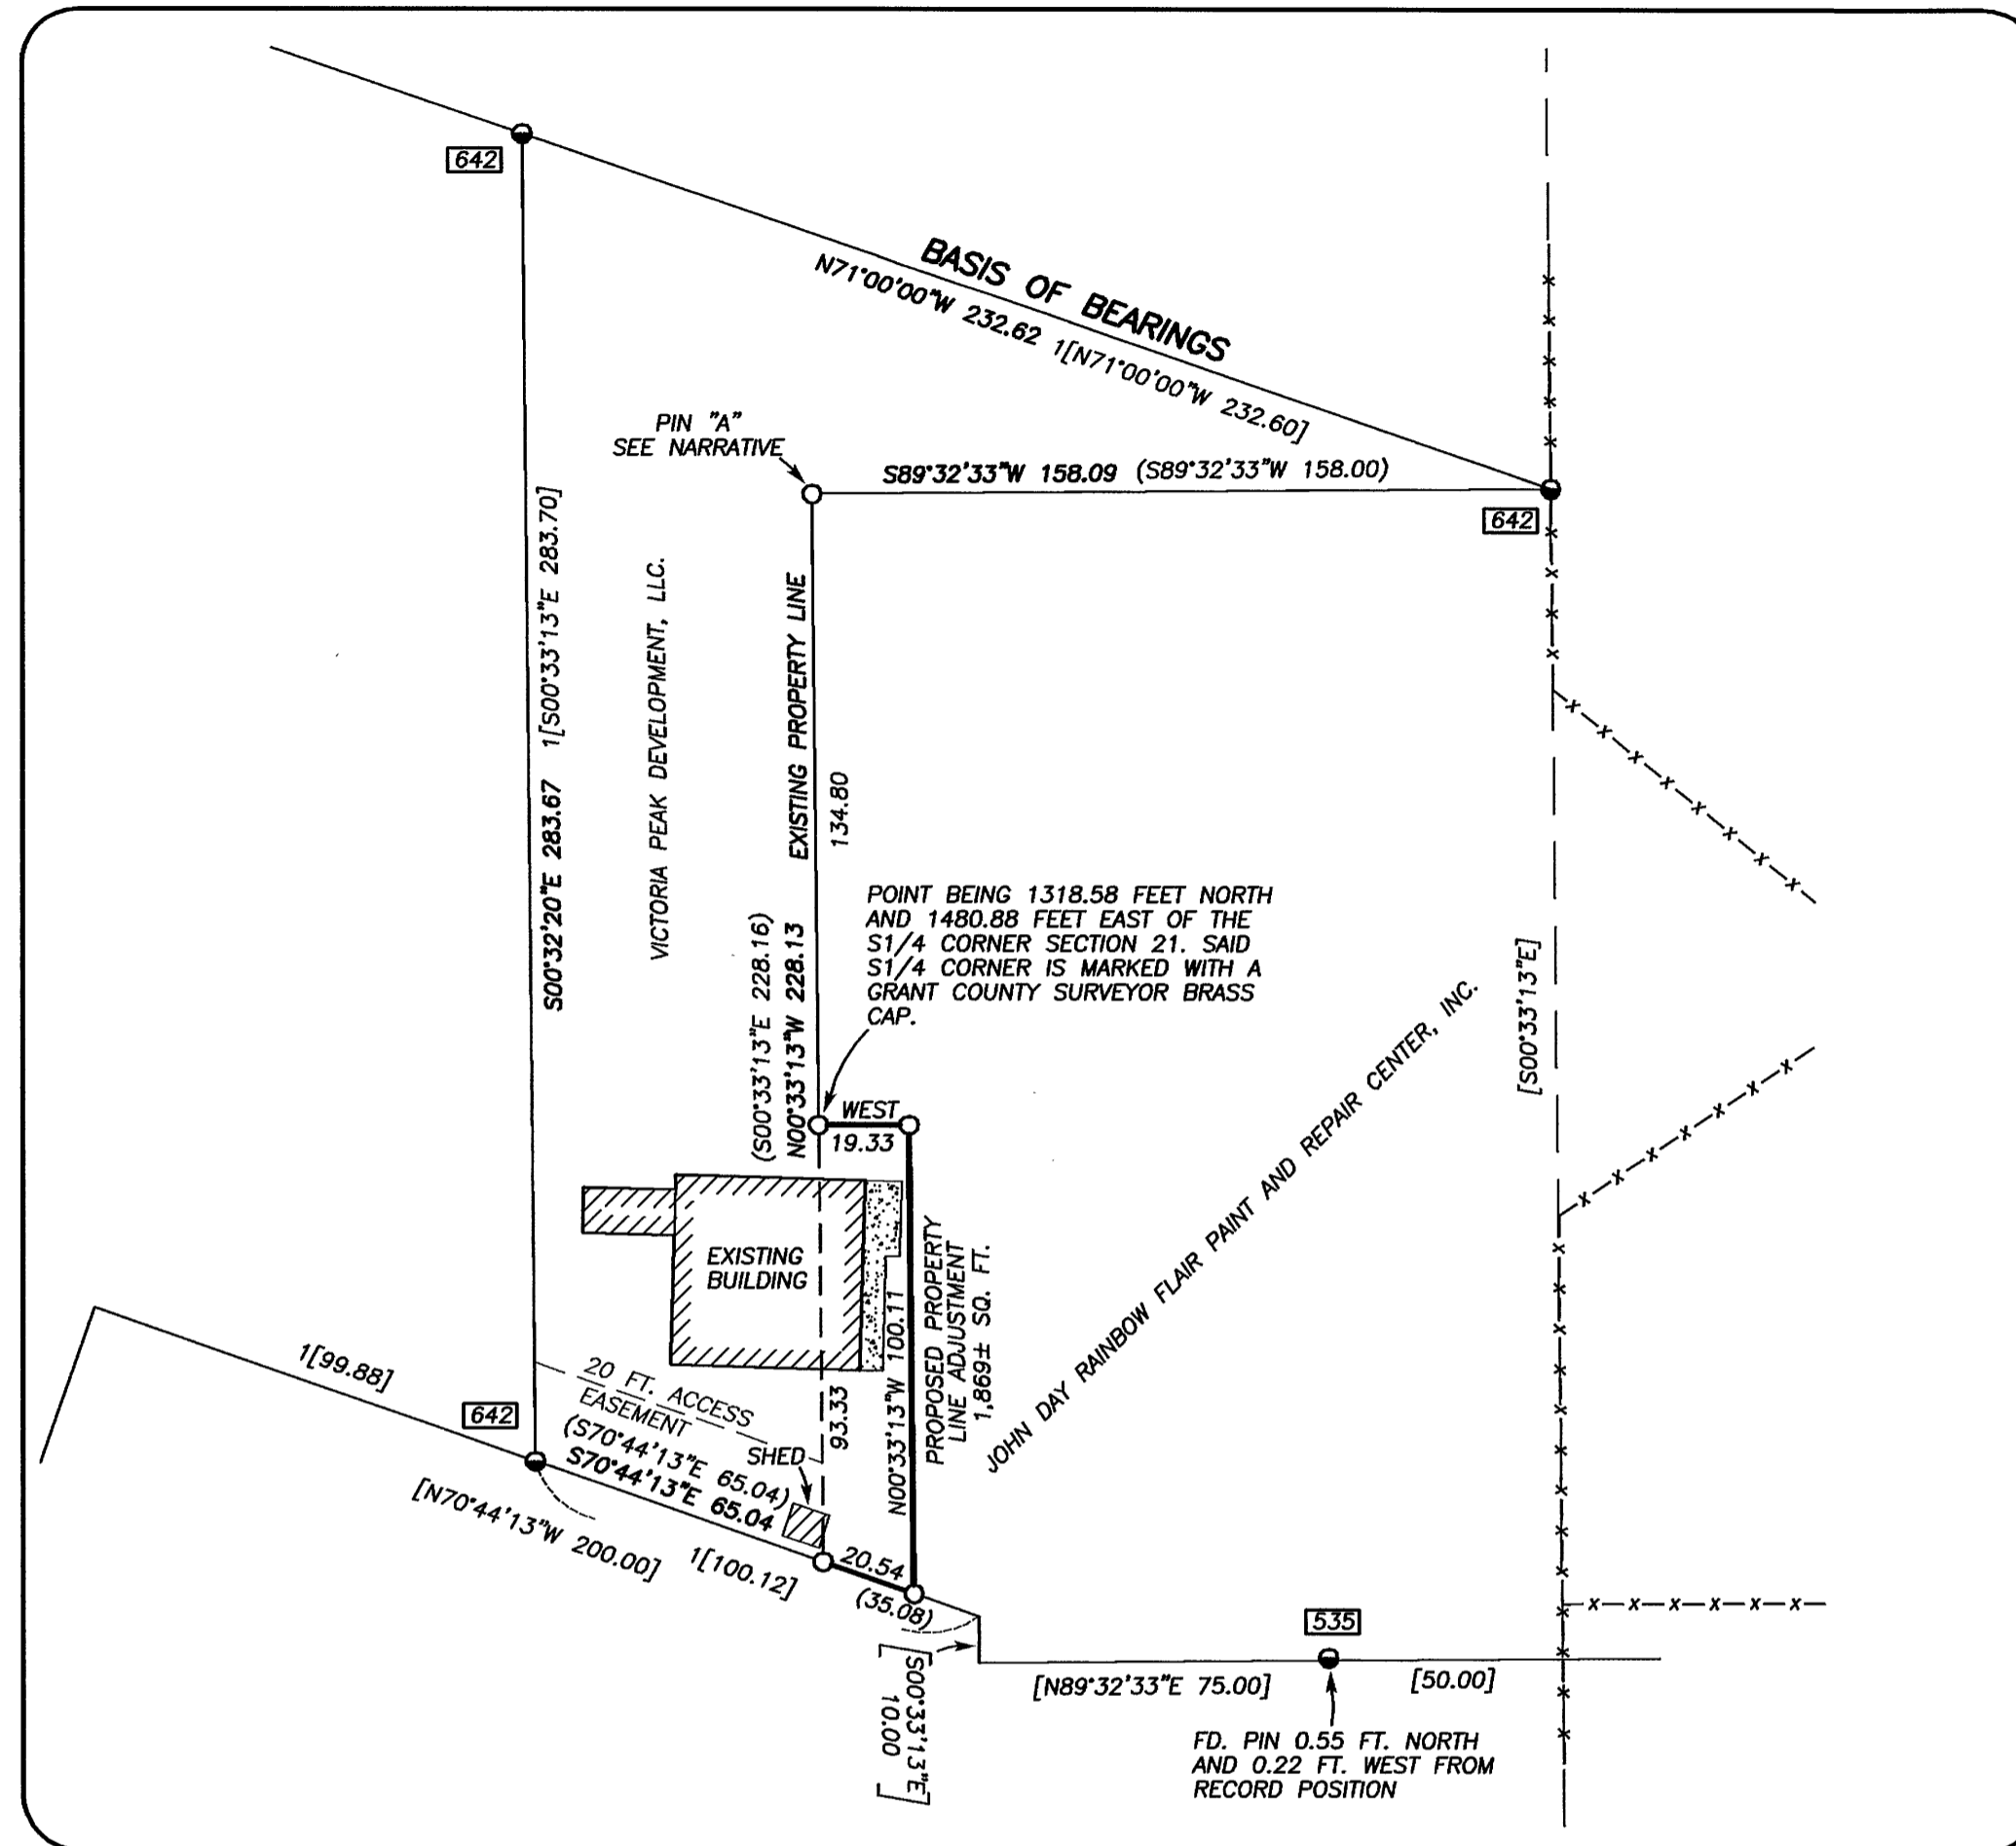 642
BASIS OF BEARINGS
N71°00'00"W 232.62 1[N71°00'00"W 232.60]
PIN "A"
SEE NARRATIVE
S89°32'33"W 158.09 (S89°32'33"W 158.00)
642
S00°32'20"E 283.67 1[S00°33'13"E 283.70]
VICTORIA PEAK DEVELOPMENT, LLC.
EXISTING PROPERTY LINE
134.80
(S00°33'13"E 228.16)
N00°33'13"W 228.13
POINT BEING 1318.58 FEET NORTH
AND 1480.88 FEET EAST OF THE
S1/4 CORNER SECTION 21. SAID
S1/4 CORNER IS MARKED WITH A
GRANT COUNTY SURVEYOR BRASS
CAP.
[S00°33'13"E]
WEST
19.33
EXISTING
BUILDING
N00°33'13"W 100.11
PROPOSED PROPERTY
LINE ADJUSTMENT
1,869± SQ. FT.
JOHN DAY RAINBOW FLAIR PAINT AND REPAIR CENTER, INC.
1[99.88]
642
20 FT. ACCESS
EASEMENT
(S70°44'13"E 65.04)
S70°44'13"E 65.04
SHED
93.33
[N70°44'13"W 200.00]
1[100.12]
20.54
(35.08)
[S00°33'13"E
10.00 ]
535
[N89°32'33"E 75.00]
[50.00]
FD. PIN 0.55 FT. NORTH
AND 0.22 FT. WEST FROM
RECORD POSITION